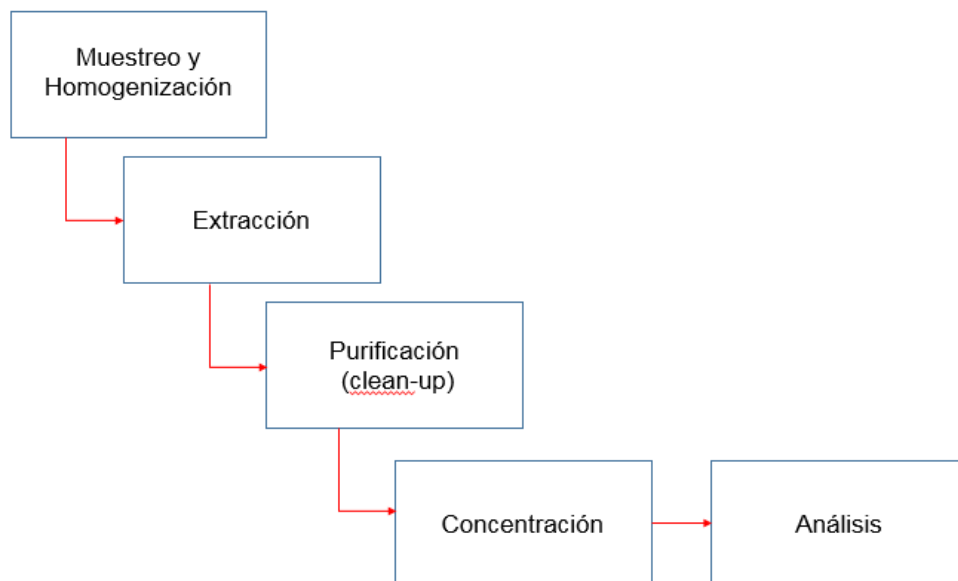 Muestreo y
Homogenización
Extracción
Purificación
(clean-up)
Concentración
Análisis